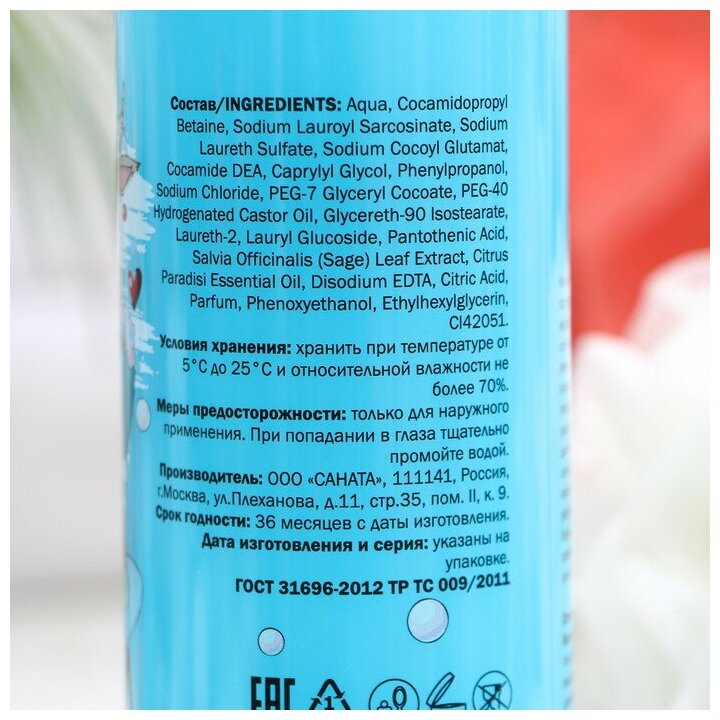 Состав/INGREDIENTS: Aqua, Cocamidopropyl
Betaine, Sodium Lauroyl Sarcosinate, Sodium
Laureth Sulfate, Sodium Cocoyl Glutamat,
Cocamide DEA, Caprylyl Glycol, Phenylpropanol,
Sodium Chloride, PEG-7 Glyceryl Cocoate, PEG-40
Hydrogenated Castor Oil, Glycereth-90 Isostearate,
Laureth-2, Lauryl Glucoside, Pantothenic Acid,
Salvia Officinalis (Sage) Leaf Extract, Citrus
Paradisi Essential Oil, Disodium EDTA, Citric Acid,
Parfum, Phenoxyethanol, Ethylhexylglycerin,
CI42051.
Условия хранения: хранить при температуре от
5°C до 25°C и относительной влажности не
более 70%.
Меры предосторожности: только для наружного
применения. При попадании в глаза тщательно
промойте водой.
Производитель: ООО «САНАТА», 111141, Россия,
г.Москва, ул.Плеханова, д.11, стр.35, пом. II, к. 9.
Срок годности: 36 месяцев с даты изготовления.
Дата изготовления и серия: указаны на
упаковке.
ГОСТ 31696-2012 ТР ТС 009/2011
EAC